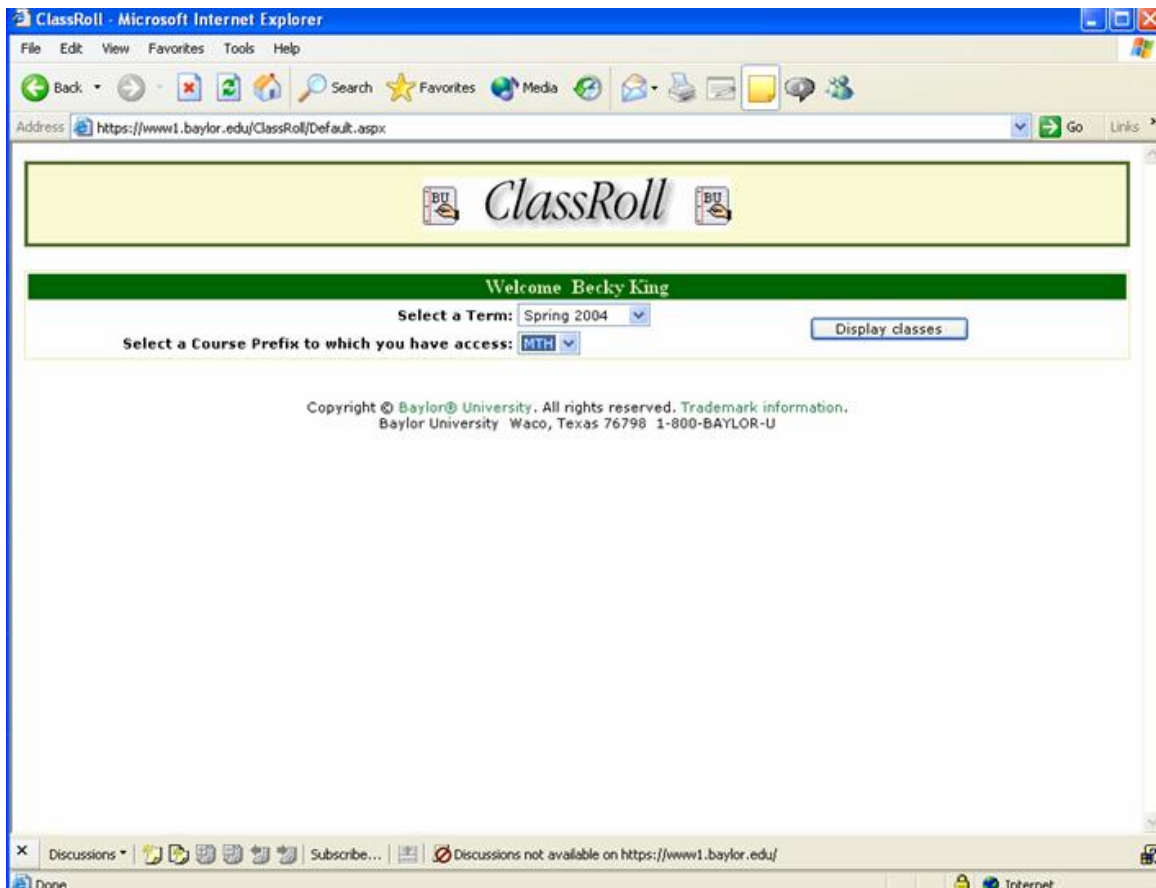 ClassRoll - Microsoft Internet Explorer
File Edit View Favorites Tools Help
Back Search Favorites Media
Address https://www1.baylor.edu/ClassRoll/Default.aspx Go Links
BU ClassRoll BU
Welcome Becky King
Select a Term: Spring 2004
Display classes
Select a Course Prefix to which you have access: MTH
Copyright © Baylor® University. All rights reserved. Trademark information.
Baylor University Waco, Texas 76798 1-800-BAYLOR-U
Discussions Subscribe... Discussions not available on https://www1.baylor.edu/
Done Internet